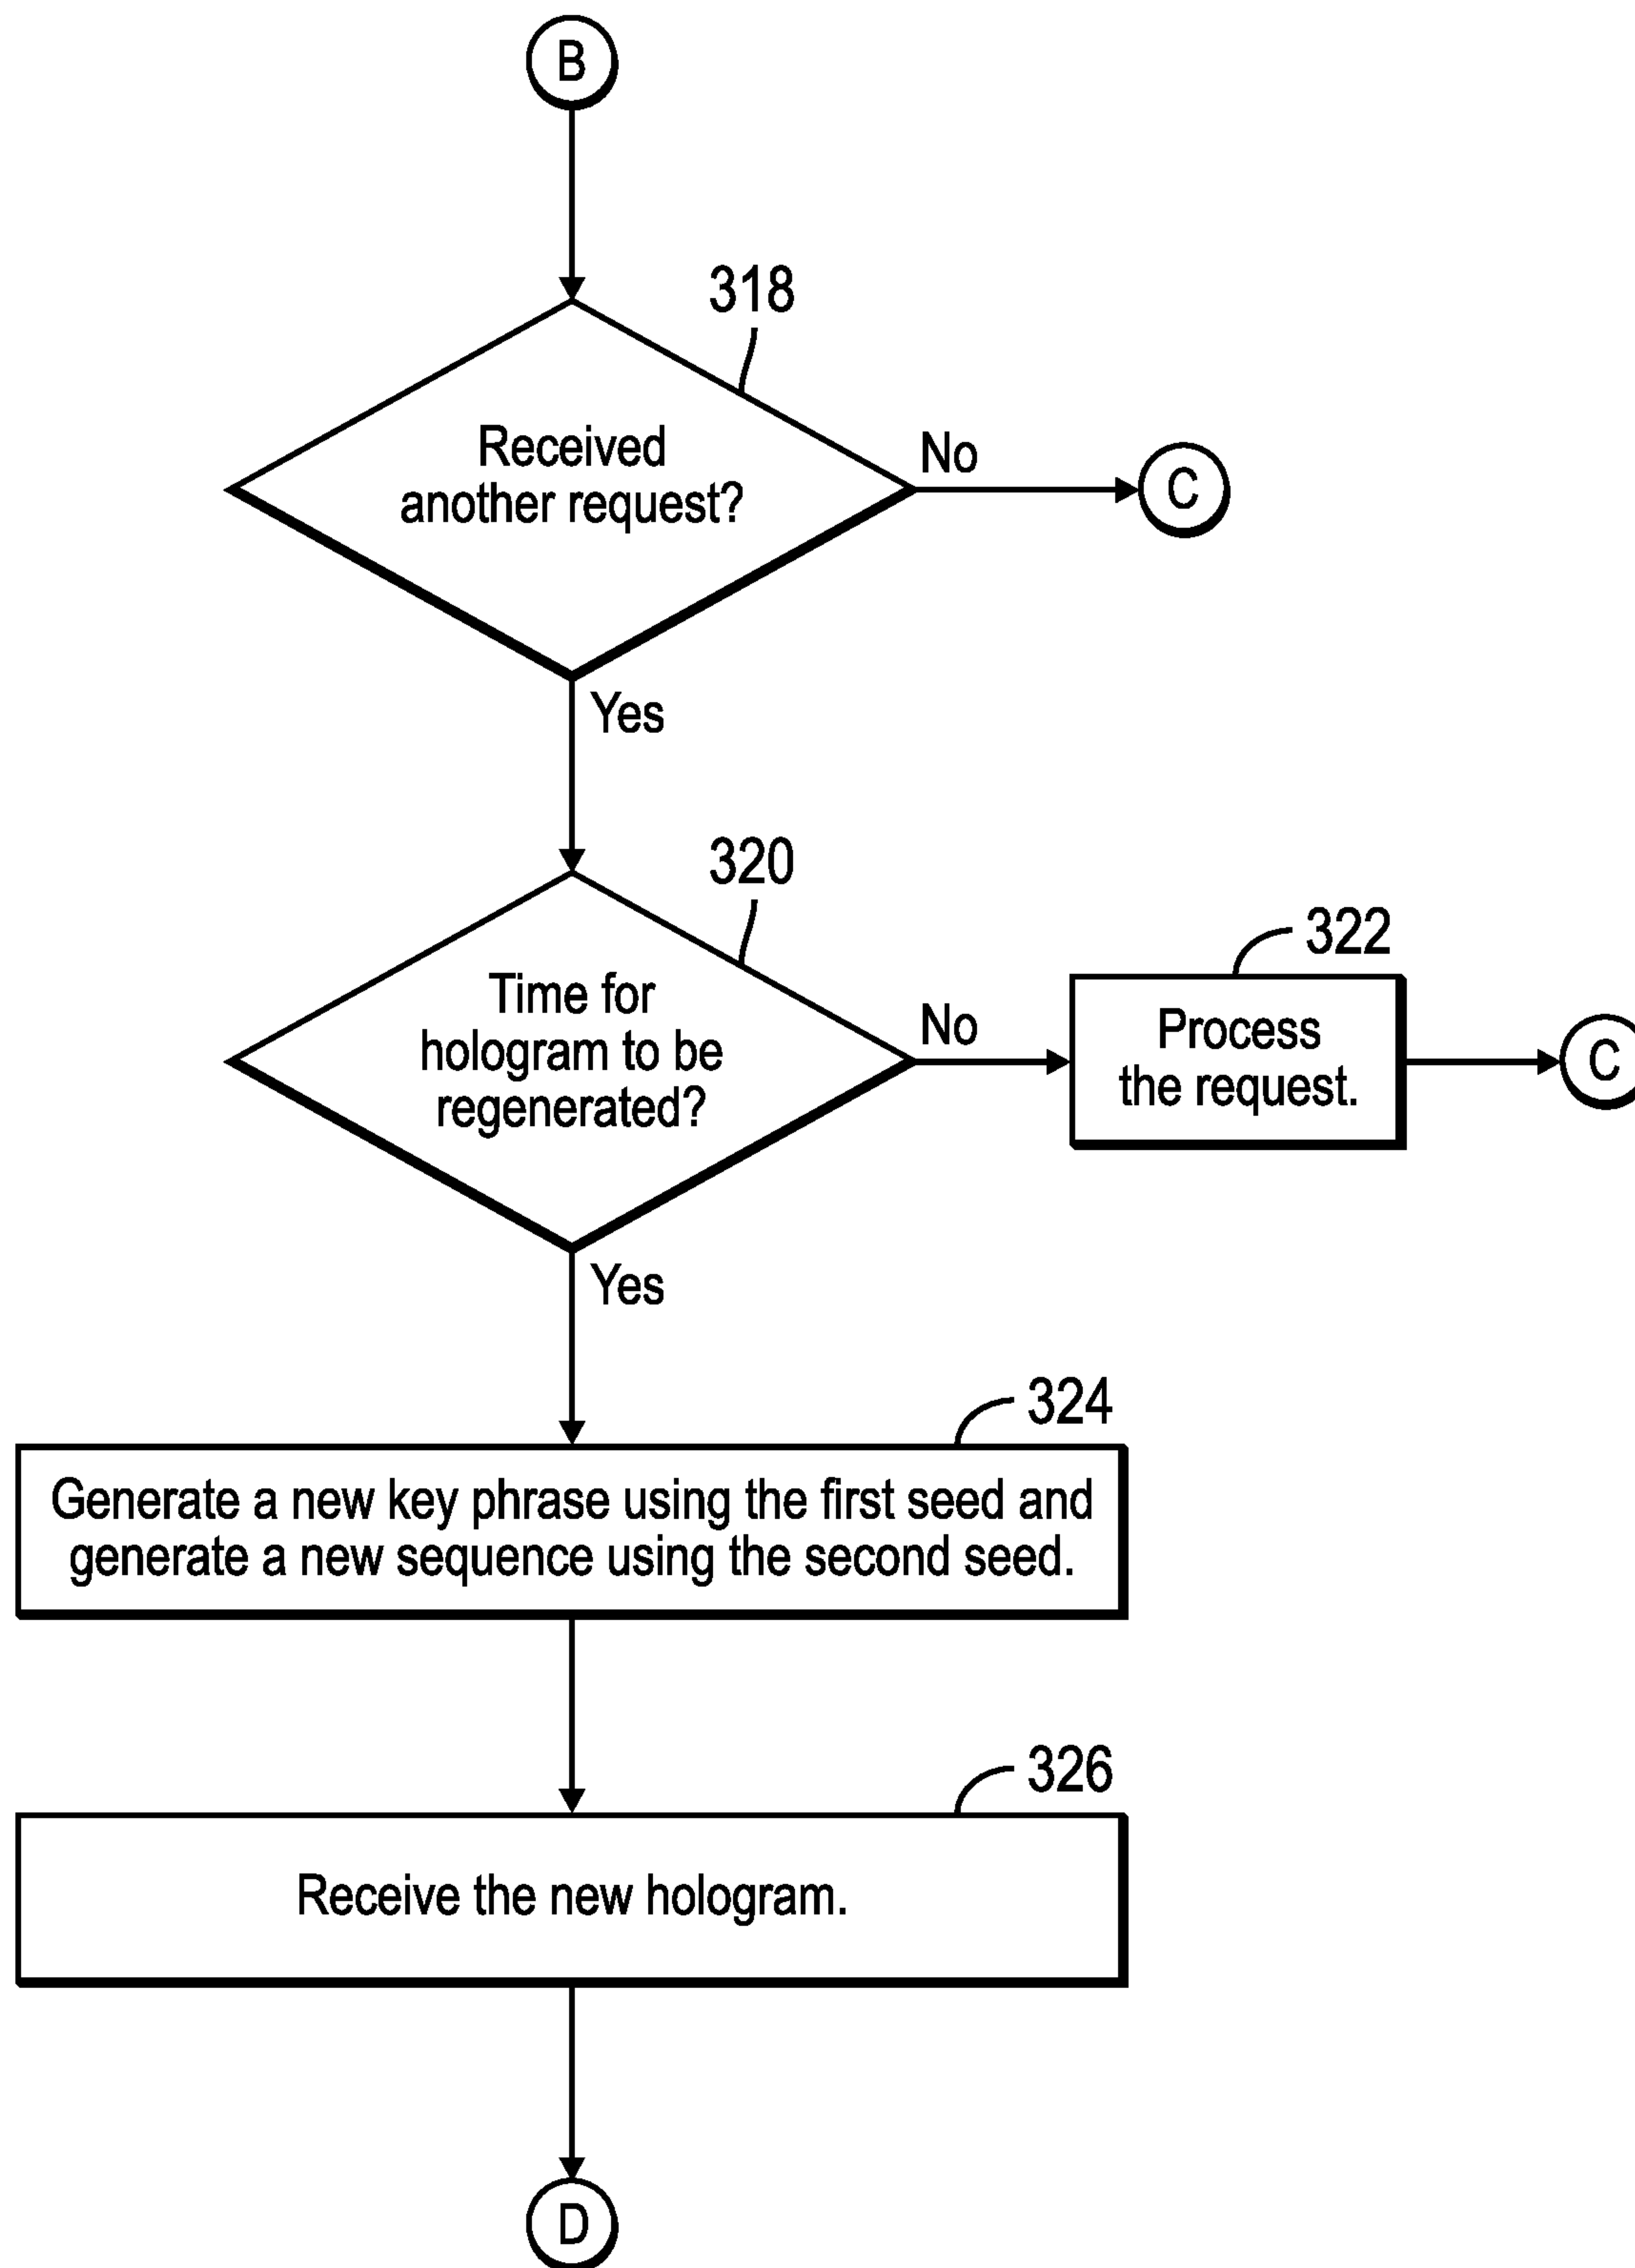 B
318
Received
another request?
No
C
Yes
320
Time for
hologram to be
regenerated?
No
322
Process
the request.
C
Yes
324
Generate a new key phrase using the first seed and
generate a new sequence using the second seed.
326
Receive the new hologram.
D